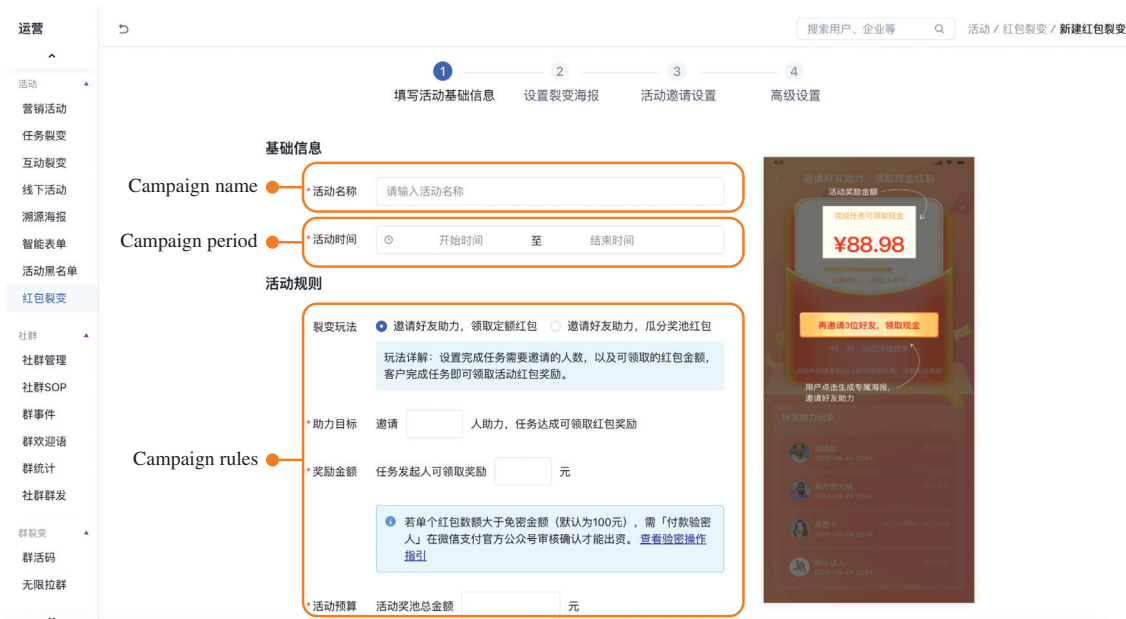 运营
搜索用户、企业等
活动 / 红包裂变 / 新建红包裂变
活动
营销活动
任务裂变
互动裂变
线下活动
溯源海报
智能表单
活动黑名单
红包裂变
社群
社群管理
社群SOP
群事件
群欢迎语
群统计
社群群发
群裂变
群活码
无限拉群
1
填写活动基础信息
2
设置裂变海报
3
活动邀请设置
4
高级设置
基础信息
Campaign name
*活动名称 请输入活动名称
Campaign period
*活动时间 开始时间 至 结束时间
活动规则
Campaign rules
裂变玩法 邀请好友助力，领取定额红包 邀请好友助力，瓜分奖池红包
玩法详解：设置完成任务需要邀请的人数，以及可领取的红包金额，
客户完成任务即可领取活动红包奖励。
*助力目标 邀请 人助力，任务达成可领取红包奖励
*奖励金额 任务发起人可领取奖励 元
若单个红包数额大于免密金额（默认为100元），需「付款验密
人」在微信支付官方公众号审核确认才能出资。查看验密操作
指引
*活动预算 活动奖池总金额 元
邀请好友助力，领取现金红包
活动奖励金额
完成任务可领取现金
¥88.98
再邀请3位好友，领取现金
用户点击生成专属海报，
邀请好友助力
好友助力记录